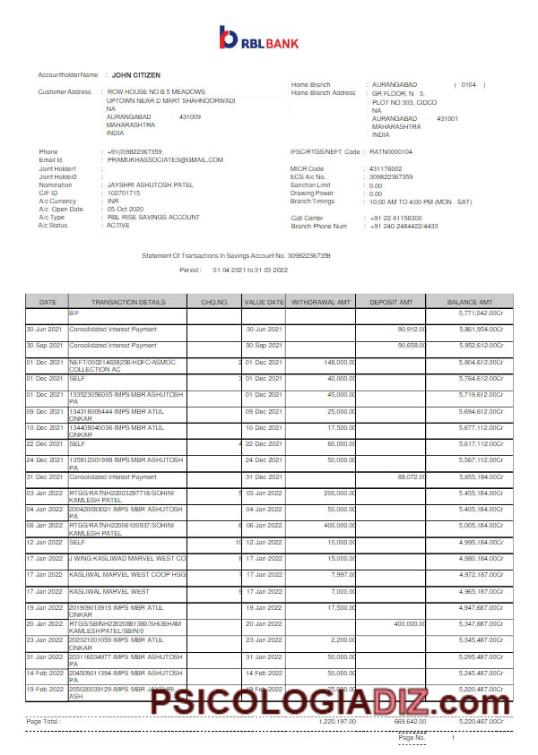 RBLBANK
Accountholder Name : JOHN CITIZEN
Customer Address : ROW HOUSE NO B 5 MEADOWS
UPTOWN NEAR D MART SHAHNOORWADI
NA
AURANGABAD - 431009
MAHARASHTRA
INDIA
Home Branch : AURANGABAD ( 0104 )
Home Branch Address : GR FLOOR, N 3,
PLOT NO 303, CIDCO
NA
AURANGABAD - 431001
MAHARASHTRA
INDIA
Phone : +91(0)9822367359
Email Id : PRAMUKHASSOCIATES@GMAIL.COM
Joint Holder1 :
Joint Holder2 :
Nomination : JAYSHRI ASHUTOSH PATEL
CIF ID : 102701715
A/c Currency : INR
A/c Open Date : 05 Oct 2020
A/c Type : RBL RISE SAVINGS ACCOUNT
A/c Status : ACTIVE
IFSC/RTGS/NEFT Code : RATN0000104
MICR Code : 431176002
ECS A/c No. : 309822367359
Sanction Limit : 0.00
Drawing Power : 0.00
Branch Timings : 10:00 AM TO 4:00 PM (MON - SAT)
Call Center : +91 22 61156300
Branch Phone Num : +91 240 2484422/4433
Statement Of Transactions in Savings Account No. 309822367359
Period : 01 04 2021 to 31 03 2022
DATE TRANSACTION DETAILS CHQ.NO. VALUE DATE WITHDRAWAL AMT DEPOSIT AMT BALANCE AMT
B/F 5,771,042.00Cr
30 Jun 2021 Consolidated Interest Payment 30 Jun 2021 90,912.00 5,861,954.00Cr
30 Sep 2021 Consolidated Interest Payment 30 Sep 2021 90,658.00 5,952,612.00Cr
01 Dec 2021 NEFT/000214638256/HDFC/ASMOC 2 01 Dec 2021 148,000.00 5,804,612.00Cr
COLLECTION AC
01 Dec 2021 SELF 3 01 Dec 2021 40,000.00 5,764,612.00Cr
01 Dec 2021 133523056005 IMPS MBR ASHUTOSH 01 Dec 2021 45,000.00 5,719,612.00Cr
PA
09 Dec 2021 134318009444 IMPS MBR ATUL 09 Dec 2021 25,000.00 5,694,612.00Cr
ONKAR
10 Dec 2021 134408040036 IMPS MBR ATUL 10 Dec 2021 17,500.00 5,677,112.00Cr
ONKAR
22 Dec 2021 SELF 4 22 Dec 2021 60,000.00 5,617,112.00Cr
24 Dec 2021 135812001998 IMPS MBR ASHUTOSH 24 Dec 2021 50,000.00 5,567,112.00Cr
PA
31 Dec 2021 Consolidated Interest Payment 31 Dec 2021 88,072.00 5,655,184.00Cr
03 Jan 2022 RTGS/RATNH22003297718/SOHINI 5 03 Jan 2022 200,000.00 5,455,184.00Cr
KAMLESH PATEL
04 Jan 2022 200420083021 IMPS MBR ASHUTOSH 04 Jan 2022 50,000.00 5,405,184.00Cr
PA
06 Jan 2022 RTGS/RATNH22006100937/SOHINI 6 06 Jan 2022 400,000.00 5,005,184.00Cr
KAMLESH PATEL
12 Jan 2022 SELF 10 12 Jan 2022 10,000.00 4,995,184.00Cr
17 Jan 2022 J WING KASLIWAD MARVEL WEST CO 17 Jan 2022 15,000.00 4,980,184.00Cr
17 Jan 2022 KASLIWAL MARVEL WEST COOP HSG 7 17 Jan 2022 7,997.00 4,972,187.00Cr
17 Jan 2022 KASLIWAL MARVEL WEST 17 Jan 2022 7,000.00 4,965,187.00Cr
19 Jan 2022 201909010915 IMPS MBR ATUL 19 Jan 2022 17,500.00 4,947,687.00Cr
ONKAR
20 Jan 2022 RTGS/SBINH22020881380/SHUBHAM 20 Jan 2022 400,000.00 5,347,687.00Cr
KAMLESH PATEL/SBIN/0
23 Jan 2022 202321001059 IMPS MBR ATUL 23 Jan 2022 2,200.00 5,345,487.00Cr
ONKAR
31 Jan 2022 203116034977 IMPS MBR ASHUTOSH 31 Jan 2022 50,000.00 5,295,487.00Cr
PA
14 Feb 2022 204509011394 IMPS MBR ASHUTOSH 14 Feb 2022 50,000.00 5,245,487.00Cr
PA
19 Feb 2022 205020039129 IMPS MBR JAYSHRI 19 Feb 2022 25,000.00 5,220,487.00Cr
ASH
PSICOLOGIADIZ.com
Page Total : 1,220,197.00 669,642.00 5,220,487.00Cr
Page No. 1